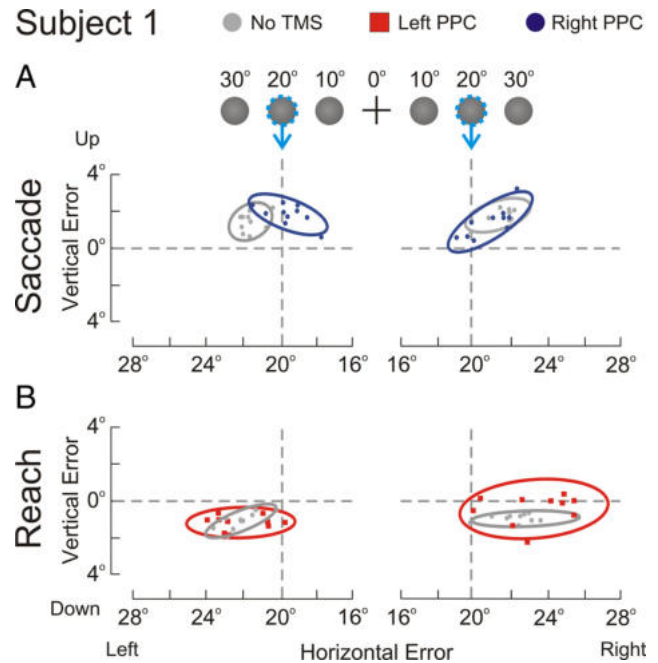 Subject 1 No TMS Left PPC Right PPC
A
30° 20° 10° 0° 10° 20° 30°
Up
Saccade
Vertical Error
4°
0°
4°
28° 24° 20° 16° 16° 20° 24° 28°
B
Reach
Vertical Error
4°
0°
4°
Down
28° 24° 20° 16° 16° 20° 24° 28°
Left Horizontal Error Right